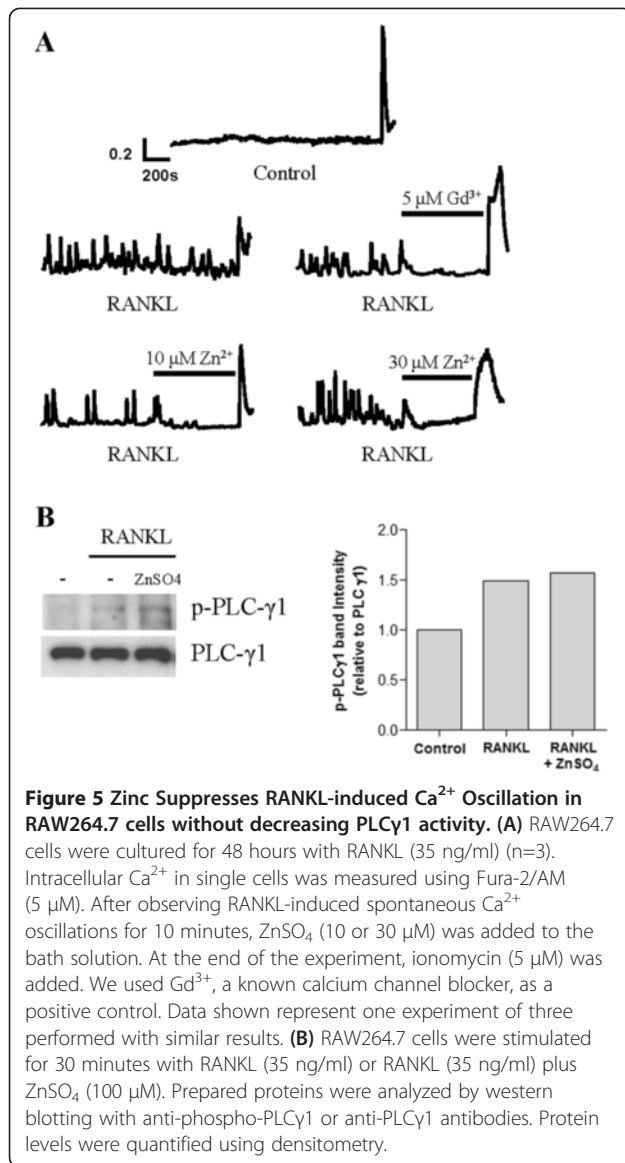 A
0.2
200s
Control
5 μM Gd³⁺
RANKL
RANKL
10 μM Zn²⁺
30 μM Zn²⁺
RANKL
RANKL
B
RANKL
- - ZnSO4
p-PLC-γ1
PLC-γ1
p-PLCγ1 band Intensity
(relative to PLC γ1)
2.0
1.5
1.0
0.5
0.0
Control RANKL RANKL
+ ZnSO₄
Figure 5 Zinc Suppresses RANKL-induced Ca²⁺ Oscillation in
RAW264.7 cells without decreasing PLCγ1 activity. (A) RAW264.7
cells were cultured for 48 hours with RANKL (35 ng/ml) (n=3).
Intracellular Ca²⁺ in single cells was measured using Fura-2/AM
(5 μM). After observing RANKL-induced spontaneous Ca²⁺
oscillations for 10 minutes, ZnSO₄ (10 or 30 μM) was added to the
bath solution. At the end of the experiment, ionomycin (5 μM) was
added. We used Gd³⁺, a known calcium channel blocker, as a
positive control. Data shown represent one experiment of three
performed with similar results. (B) RAW264.7 cells were stimulated
for 30 minutes with RANKL (35 ng/ml) or RANKL (35 ng/ml) plus
ZnSO₄ (100 μM). Prepared proteins were analyzed by western
blotting with anti-phospho-PLCγ1 or anti-PLCγ1 antibodies. Protein
levels were quantified using densitometry.